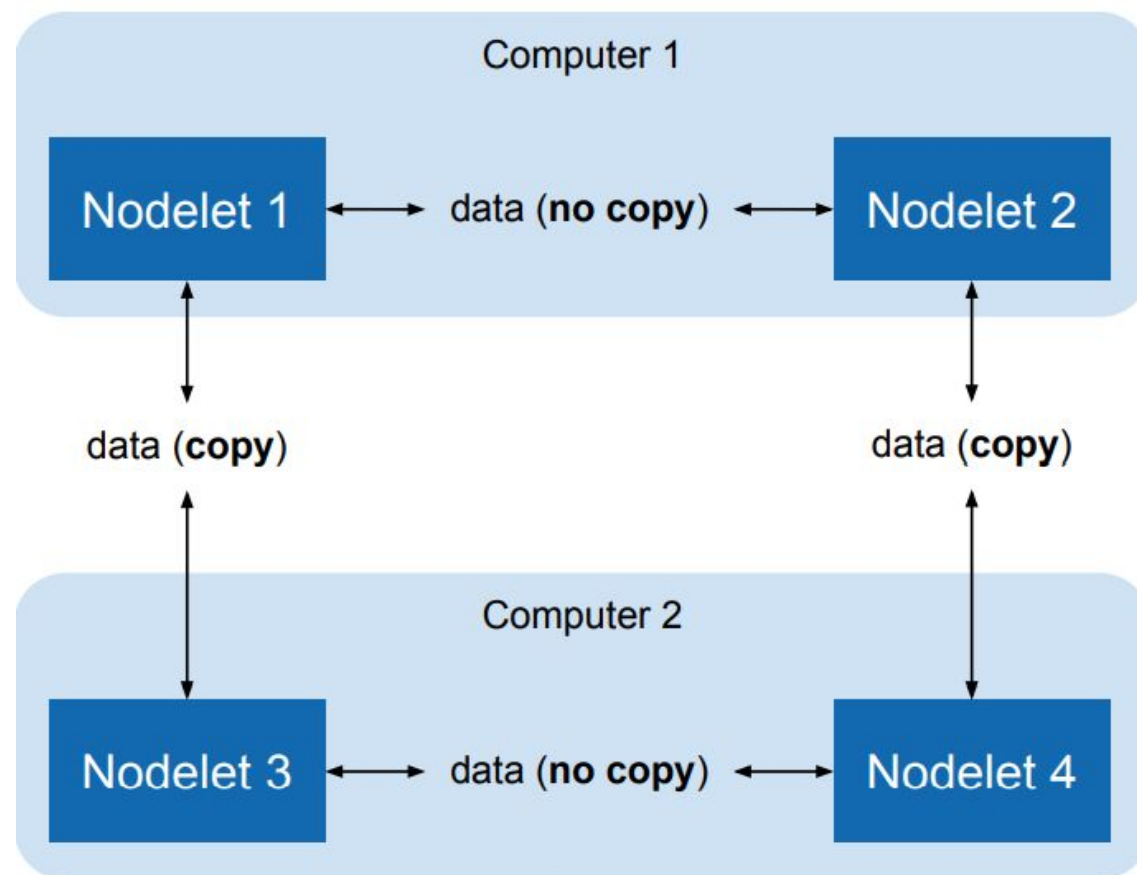 Computer 1
Nodelet 1
data (no copy)
Nodelet 2
data (copy)
data (copy)
Computer 2
Nodelet 3
data (no copy)
Nodelet 4